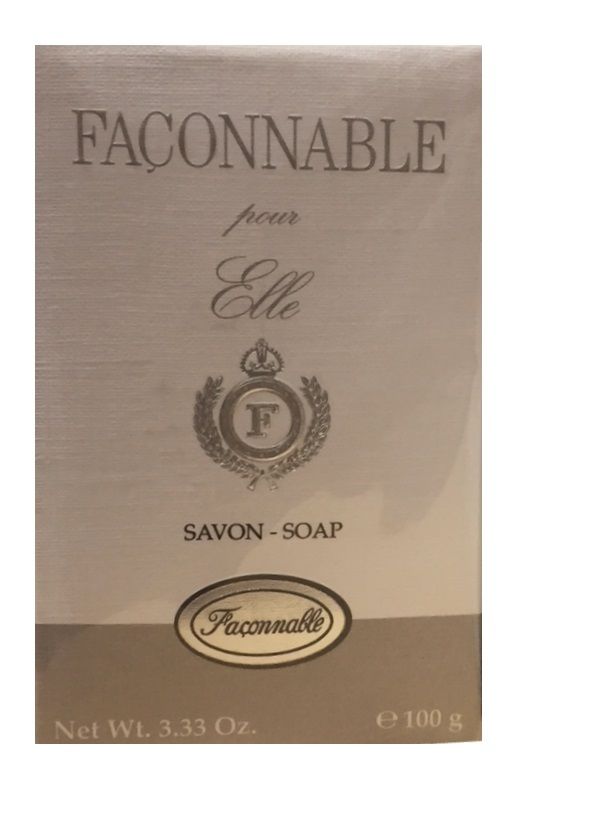 FAÇONNABLE
pour
Elle
F
SAVON - SOAP
Façonnable
Net Wt. 3.33 Oz. ℮ 100 g